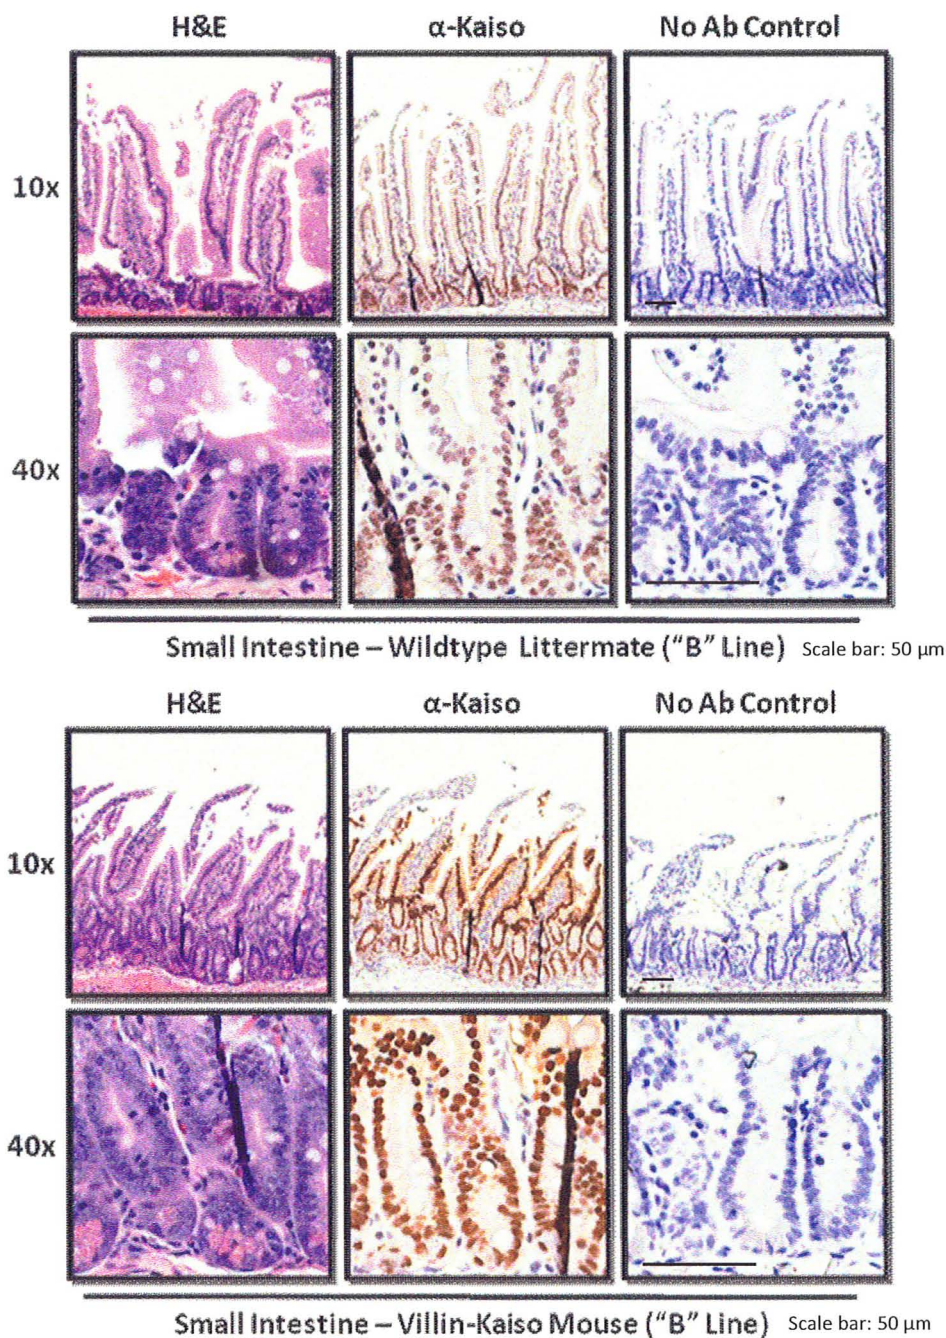 H&E α-Kaiso No Ab Control
10x
40x
Small Intestine – Wildtype Littermate (“B” Line) Scale bar: 50 µm
H&E α-Kaiso No Ab Control
10x
40x
Small Intestine – Villin-Kaiso Mouse (“B” Line) Scale bar: 50 µm